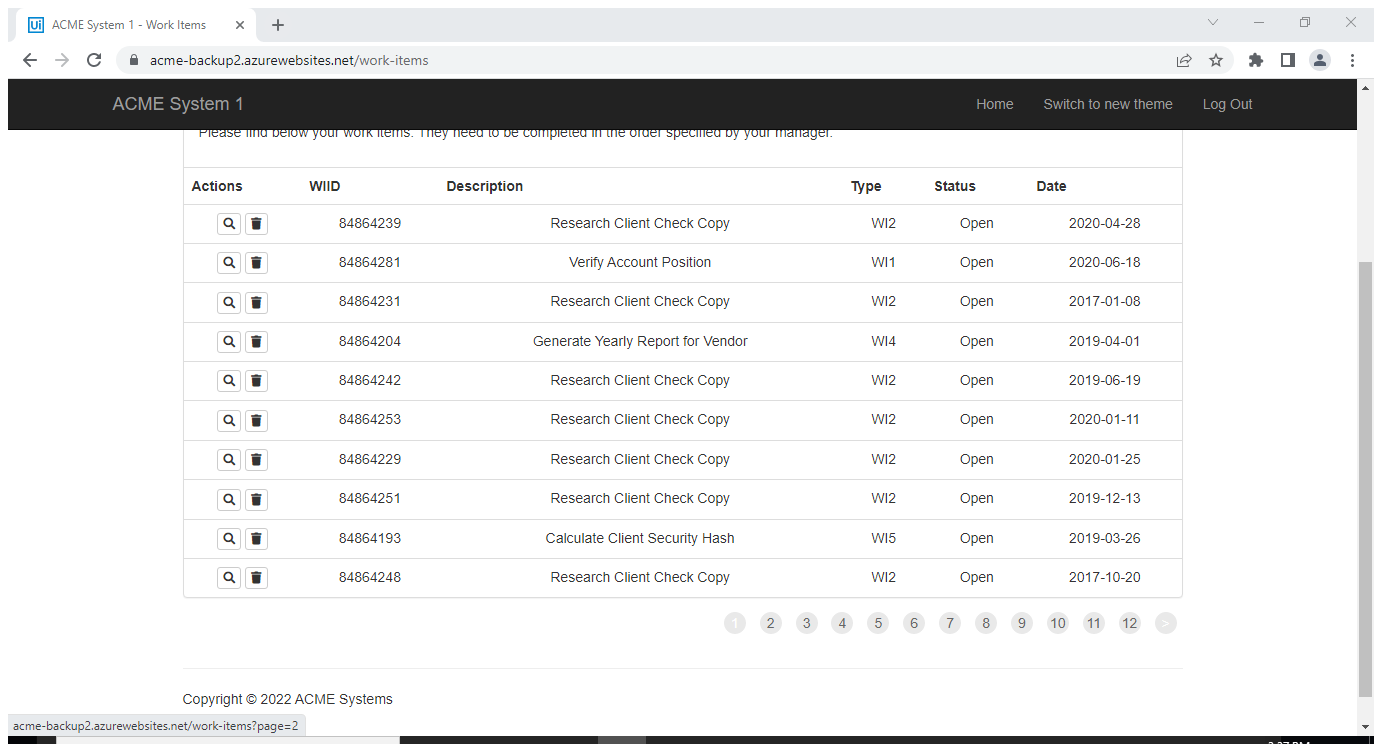 ACME System 1 - Work Items
acme-backup2.azurewebsites.net/work-items
ACME System 1 Home Switch to new theme Log Out
Please find below your work items. They need to be completed in the order specified by your manager.
Actions WIID Description Type Status Date
84864239 Research Client Check Copy WI2 Open 2020-04-28
84864281 Verify Account Position WI1 Open 2020-06-18
84864231 Research Client Check Copy WI2 Open 2017-01-08
84864204 Generate Yearly Report for Vendor WI4 Open 2019-04-01
84864242 Research Client Check Copy WI2 Open 2019-06-19
84864253 Research Client Check Copy WI2 Open 2020-01-11
84864229 Research Client Check Copy WI2 Open 2020-01-25
84864251 Research Client Check Copy WI2 Open 2019-12-13
84864193 Calculate Client Security Hash WI5 Open 2019-03-26
84864248 Research Client Check Copy WI2 Open 2017-10-20
1 2 3 4 5 6 7 8 9 10 11 12 >
Copyright © 2022 ACME Systems
acme-backup2.azurewebsites.net/work-items?page=2